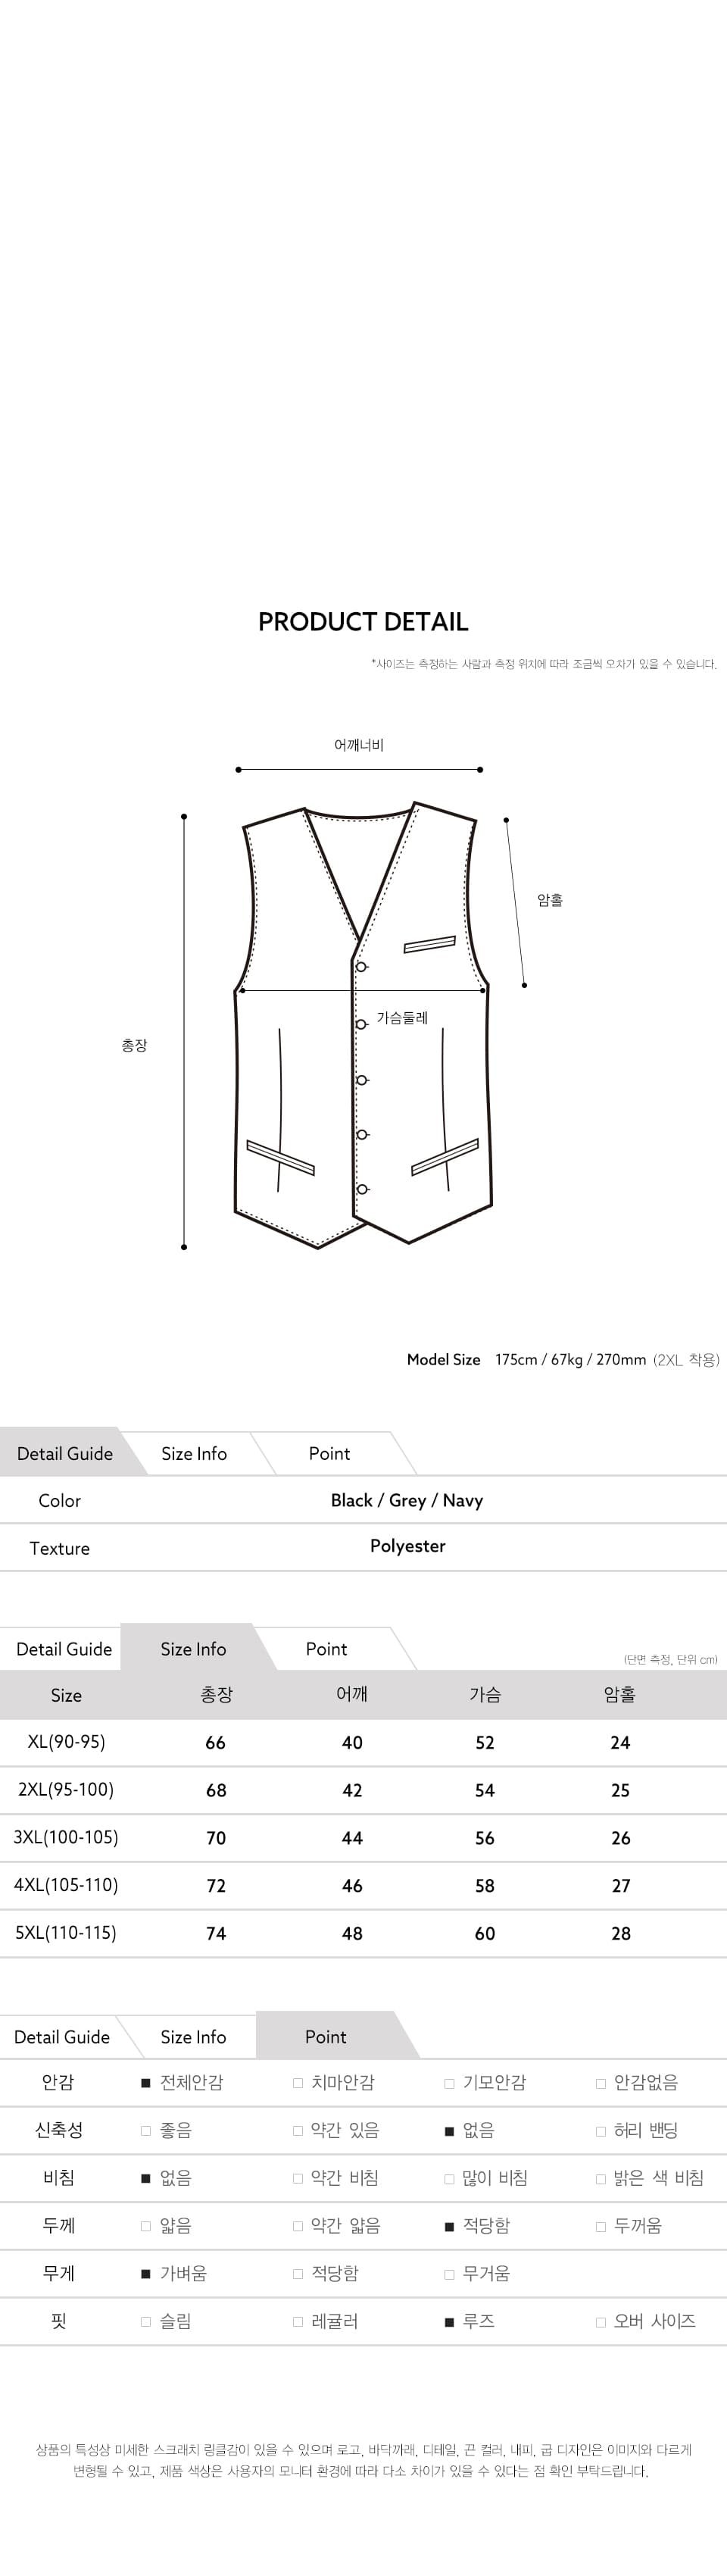 PRODUCT DETAIL
*사이즈는 측정하는 사람과 측정 위치에 따라 조금씩 오차가 있을 수 있습니다.
어깨너비
암홀
가슴둘레
총장
Model Size 175cm / 67kg / 270mm (2XL 착용)
Detail Guide Size Info Point
Color Black / Grey / Navy
Texture Polyester
Detail Guide Size Info Point (단면 측정, 단위 cm)
Size 총장 어깨 가슴 암홀
XL(90-95) 66 40 52 24
2XL(95-100) 68 42 54 25
3XL(100-105) 70 44 56 26
4XL(105-110) 72 46 58 27
5XL(110-115) 74 48 60 28
Detail Guide Size Info Point
안감 ■ 전체안감 □ 치마안감 □ 기모안감 □ 안감없음
신축성 □ 좋음 □ 약간 있음 ■ 없음 □ 허리 밴딩
비침 ■ 없음 □ 약간 비침 □ 많이 비침 □ 밝은 색 비침
두께 □ 얇음 □ 약간 얇음 ■ 적당함 □ 두꺼움
무게 ■ 가벼움 □ 적당함 □ 무거움
핏 □ 슬림 □ 레귤러 ■ 루즈 □ 오버 사이즈
상품의 특성상 미세한 스크래치 링클감이 있을 수 있으며 로고, 바닥까래, 디테일, 끈 컬러, 내피, 굽 디자인은 이미지와 다르게
변형될 수 있고, 제품 색상은 사용자의 모니터 환경에 따라 다소 차이가 있을 수 있다는 점 확인 부탁드립니다.